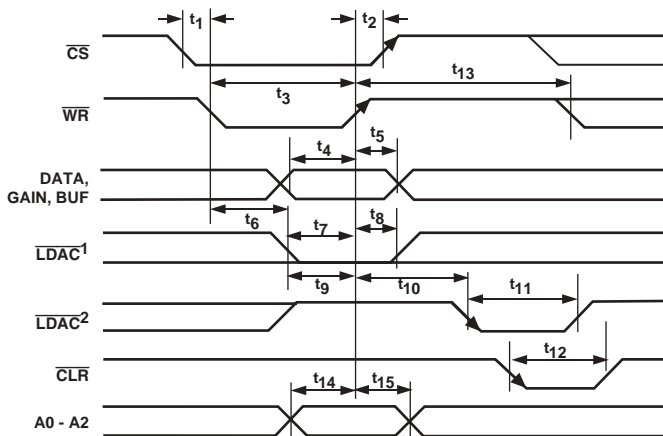 t1 t2
CS
t3 t13
WR
t4 t5
DATA,
GAIN, BUF
t6 t7 t8
LDAC1
t9 t10 t11
LDAC2
t12
CLR
t14 t15
A0 - A2